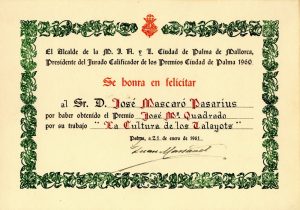 El Alcalde de la M. I. N. y L. Ciudad de Palma de Mallorca,
Presidente del Jurado Calificador de los Premios Ciudad de Palma 1960
Se honra en felicitar
al Sr. D. José Mascaró Pasarius
por haber obtenido el Premio José Mª Quadrado
por su trabajo "La Cultura de los Talayots"
Palma, a 21 de enero de 1961.